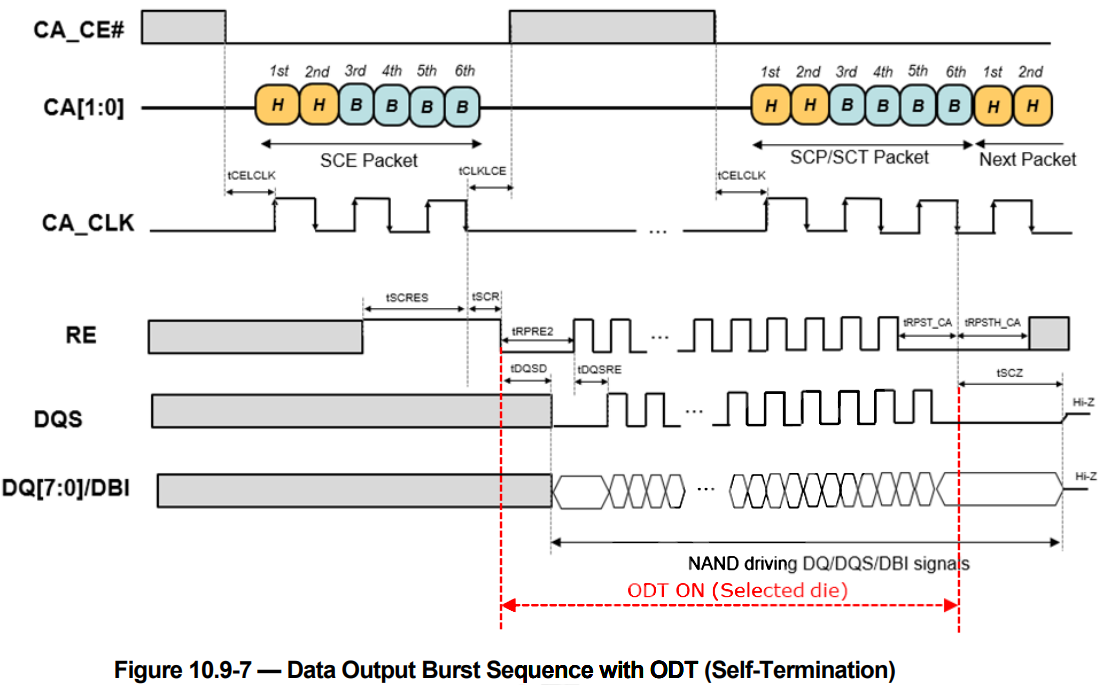 CA_CE#
1st 2nd 3rd 4th 5th 6th 1st 2nd 3rd 4th 5th 6th 1st 2nd
CA[1:0] H H B B B B H H B B B B H H
SCE Packet SCP/SCT Packet Next Packet
tCELCLK tCLKLCE tCELCLK
CA_CLK ...
tSCRES tSCR
RE tRPRE2 ... tRPST_CA tRPSTH_CA
tDQSD tDQSRE tSCZ
DQS ... Hi-Z
DQ[7:0]/DBI ... Hi-Z
NAND driving DQ/DQS/DBI signals
ODT ON (Selected die)
Figure 10.9-7 — Data Output Burst Sequence with ODT (Self-Termination)